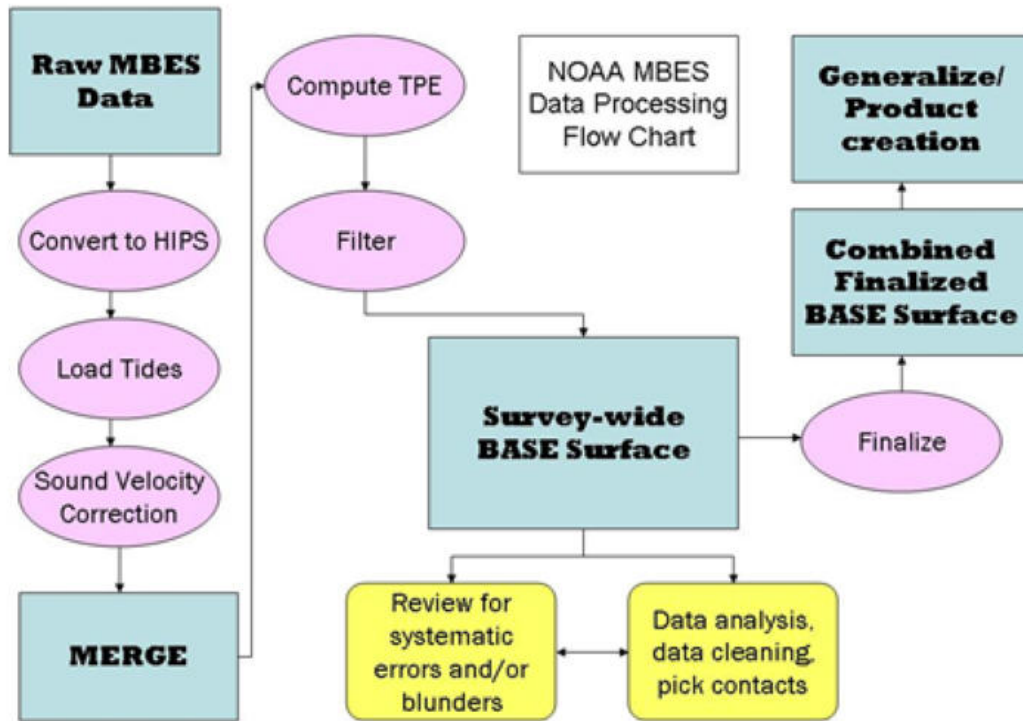 Raw MBES
Data
Convert to HIPS
Load Tides
Sound Velocity
Correction
MERGE
Compute TPE
Filter
NOAA MBES
Data Processing
Flow Chart
Survey-wide
BASE Surface
Review for
systematic
errors and/or
blunders
Data analysis,
data cleaning,
pick contacts
Finalize
Combined
Finalized
BASE Surface
Generalize/
Product
creation